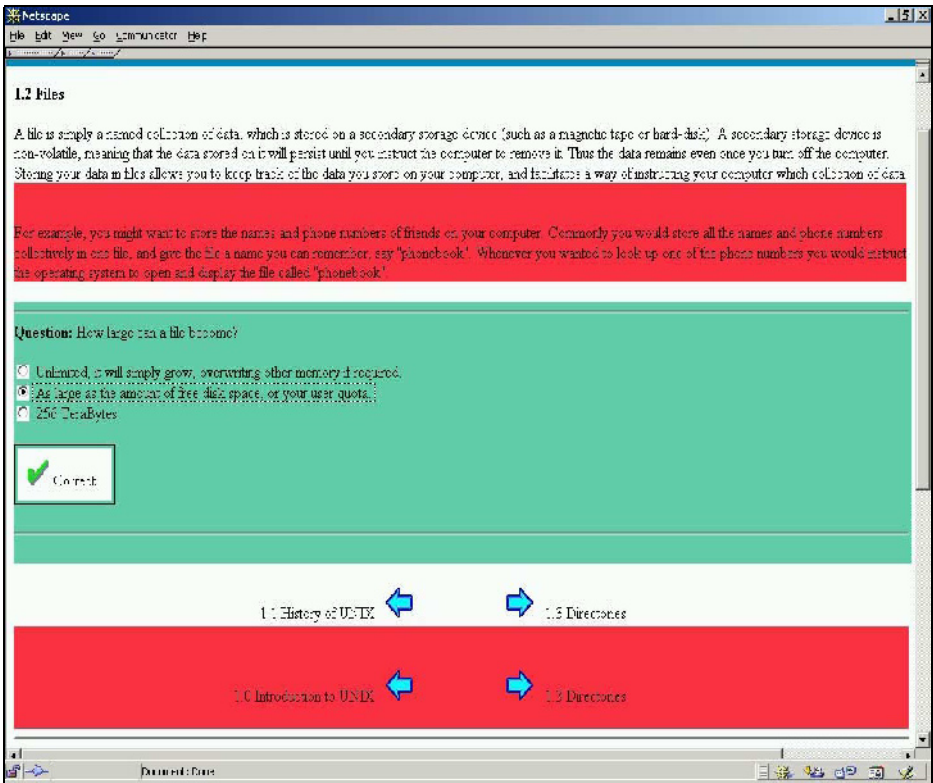 Netscape
File Edit View Go Communicator Help
1.2 Files
A file is simply a named collection of data, which is stored on a secondary storage device (such as a magnetic tape or hard-disk). A secondary storage device is
non-volatile, meaning that the data stored on it will persist until you instruct the computer to remove it. Thus the data remains even once you turn off the computer.
Storing your data in files allows you to keep track of the data you store on your computer, and facilitates a way of instructing your computer which collection of data
For example, you might want to store the names and phone numbers of friends on your computer. Commonly you would store all the names and phone numbers
collectively in one file, and give the file a name you can remember, say "phonebook". Whenever you wanted to look up one of the phone numbers you would instruct
the operating system to open and display the file called "phonebook".
Question: How large can a file become?
Unlimited, it will simply grow, overwriting other memory if required.
As large as the amount of free disk space, or your user quota.
256 TeraBytes
Correct
1.1 History of UNIX 1.3 Directories
1.0 Introduction to UNIX 1.3 Directories
Document: Done